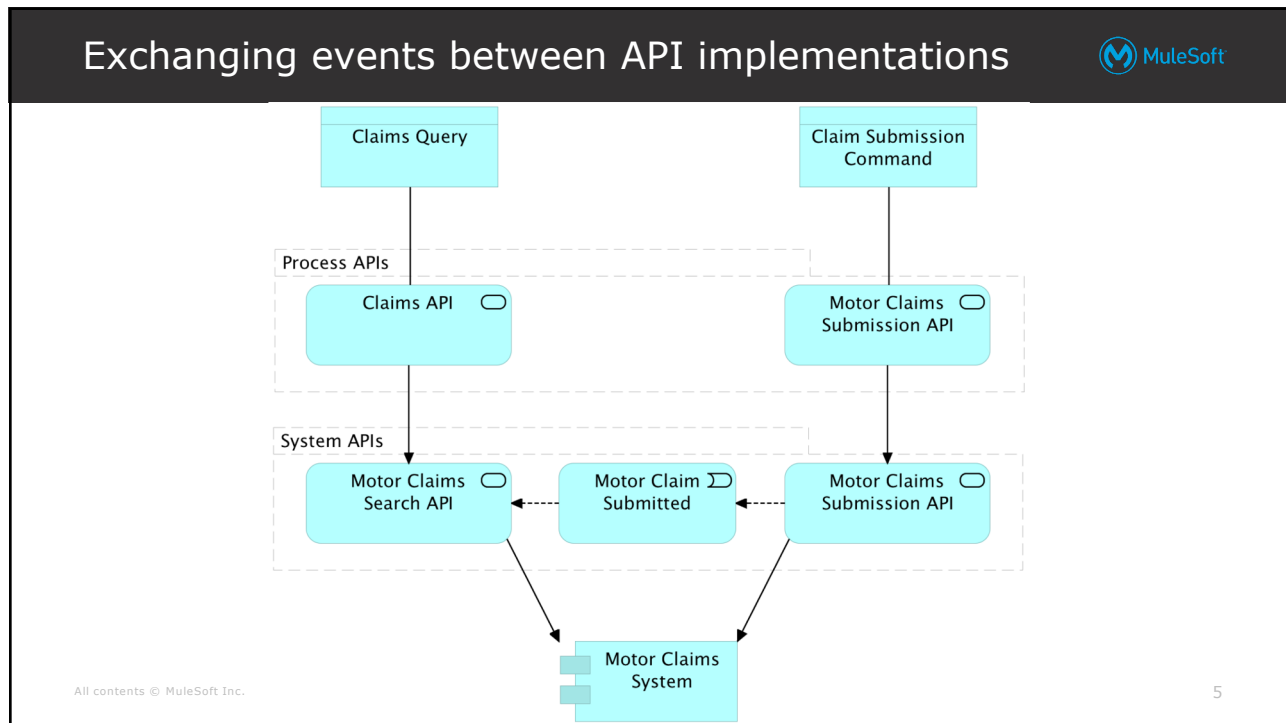 Exchanging events between API implementations
MuleSoft
Claims Query
Claim Submission
Command
Process APIs
Claims API
Motor Claims
Submission API
System APIs
Motor Claims
Search API
Motor Claim
Submitted
Motor Claims
Submission API
Motor Claims
System
All contents © MuleSoft Inc.
5